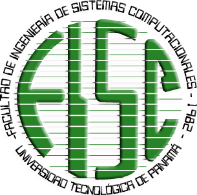 FACULTAD DE INGENIERÍA DE SISTEMAS COMPUTACIONALES - 1982 -
FISC
UNIVERSIDAD TECNOLÓGICA DE PANAMÁ